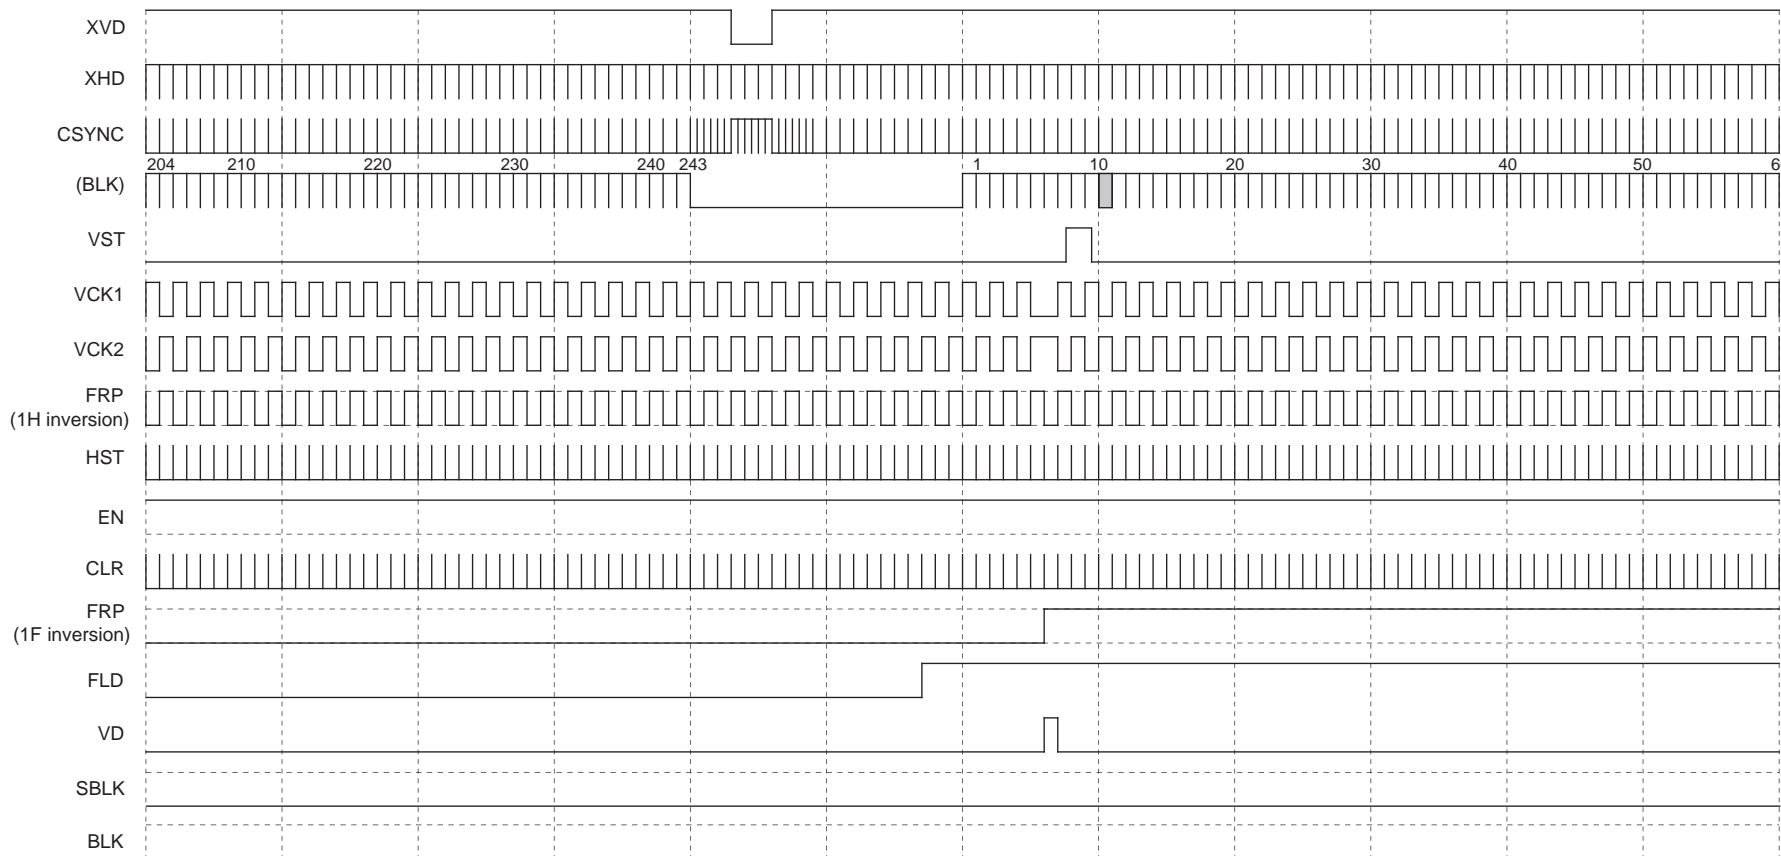 XVD
XHD
CSYNC
204 210 220 230 240 243 1 10 20 30 40 50 6
(BLK)
VST
VCK1
VCK2
FRP
(1H inversion)
HST
EN
CLR
FRP
(1F inversion)
FLD
VD
SBLK
BLK